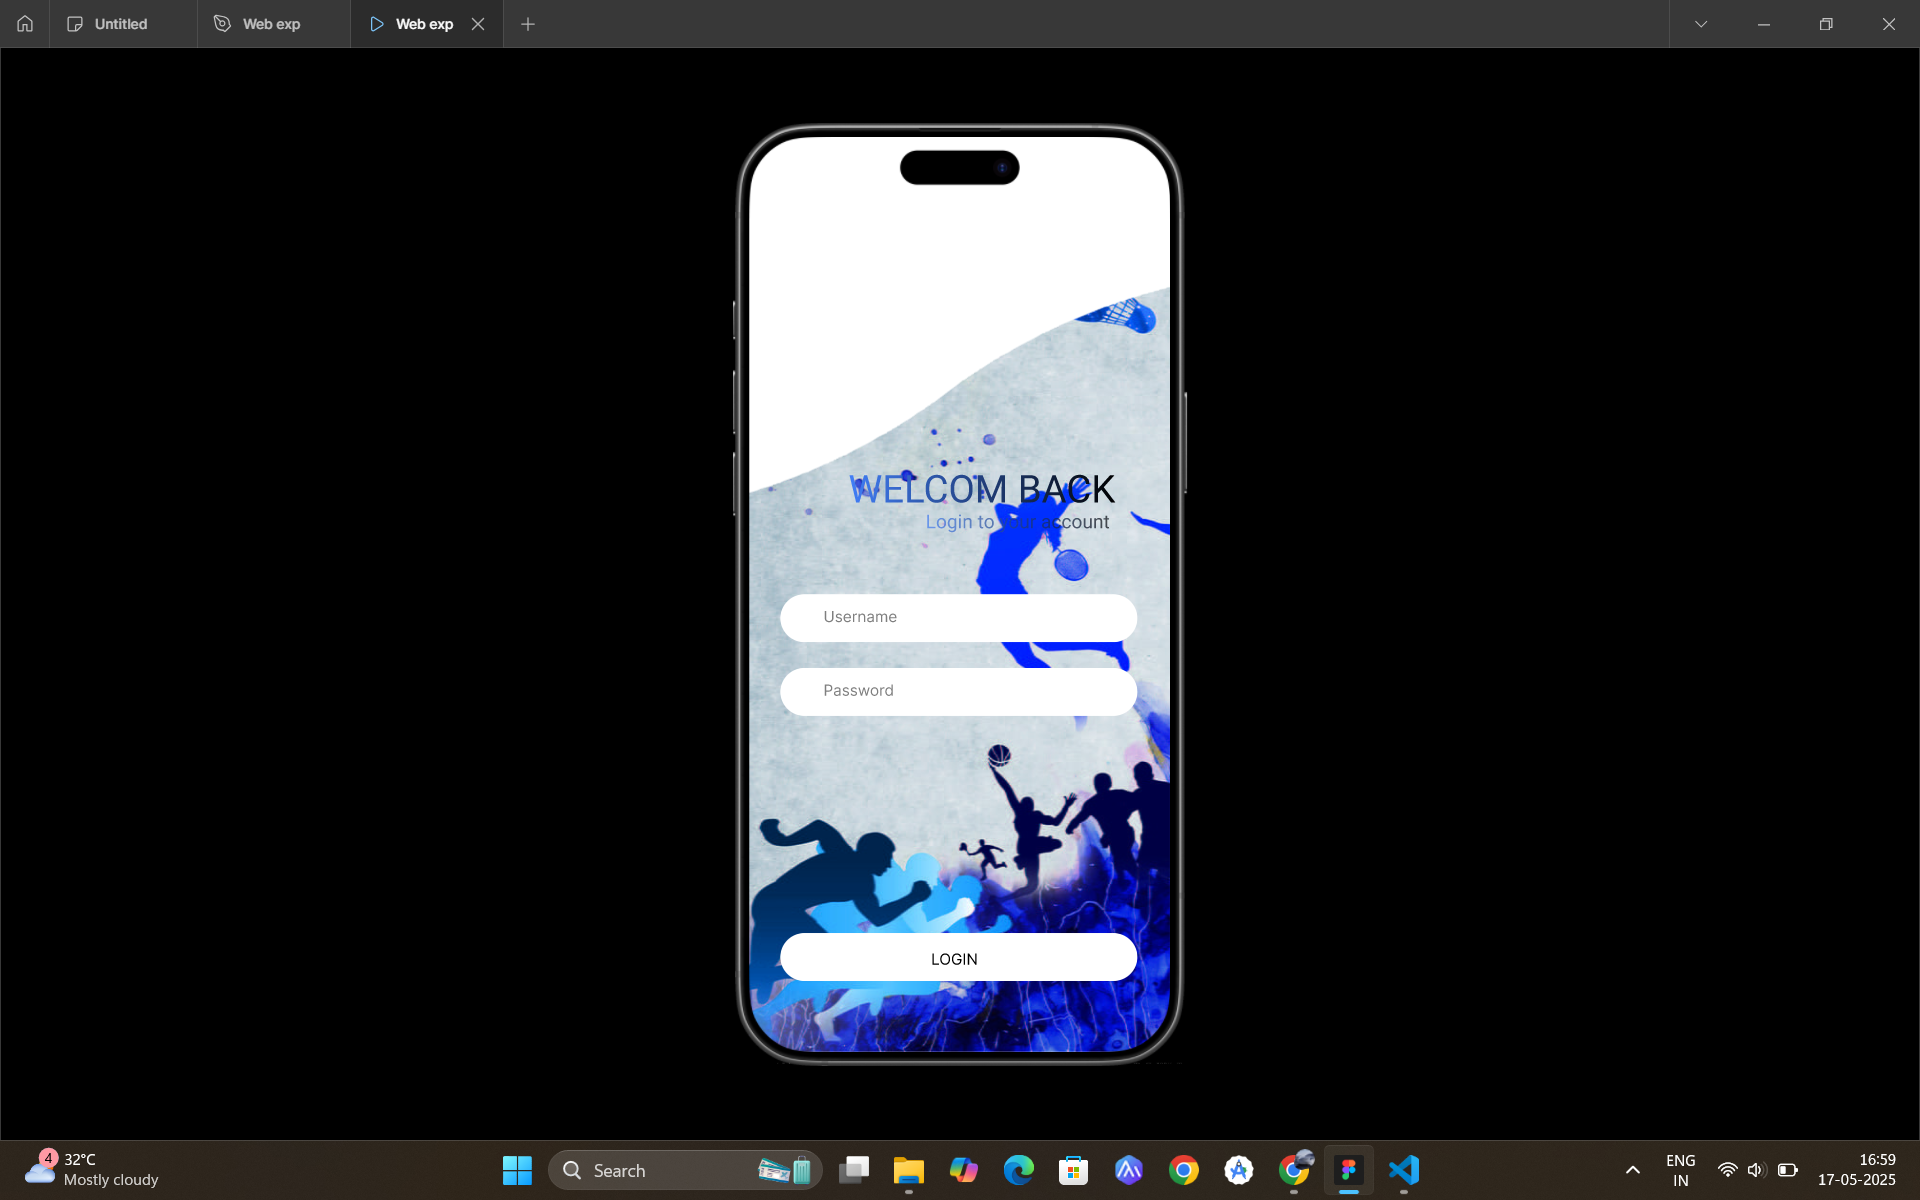 Untitled
Web exp
Web exp
WELCOM BACK
Login to your account
Username
Password
LOGIN
4
32°C
Mostly cloudy
Search
ENG
IN
16:59
17-05-2025